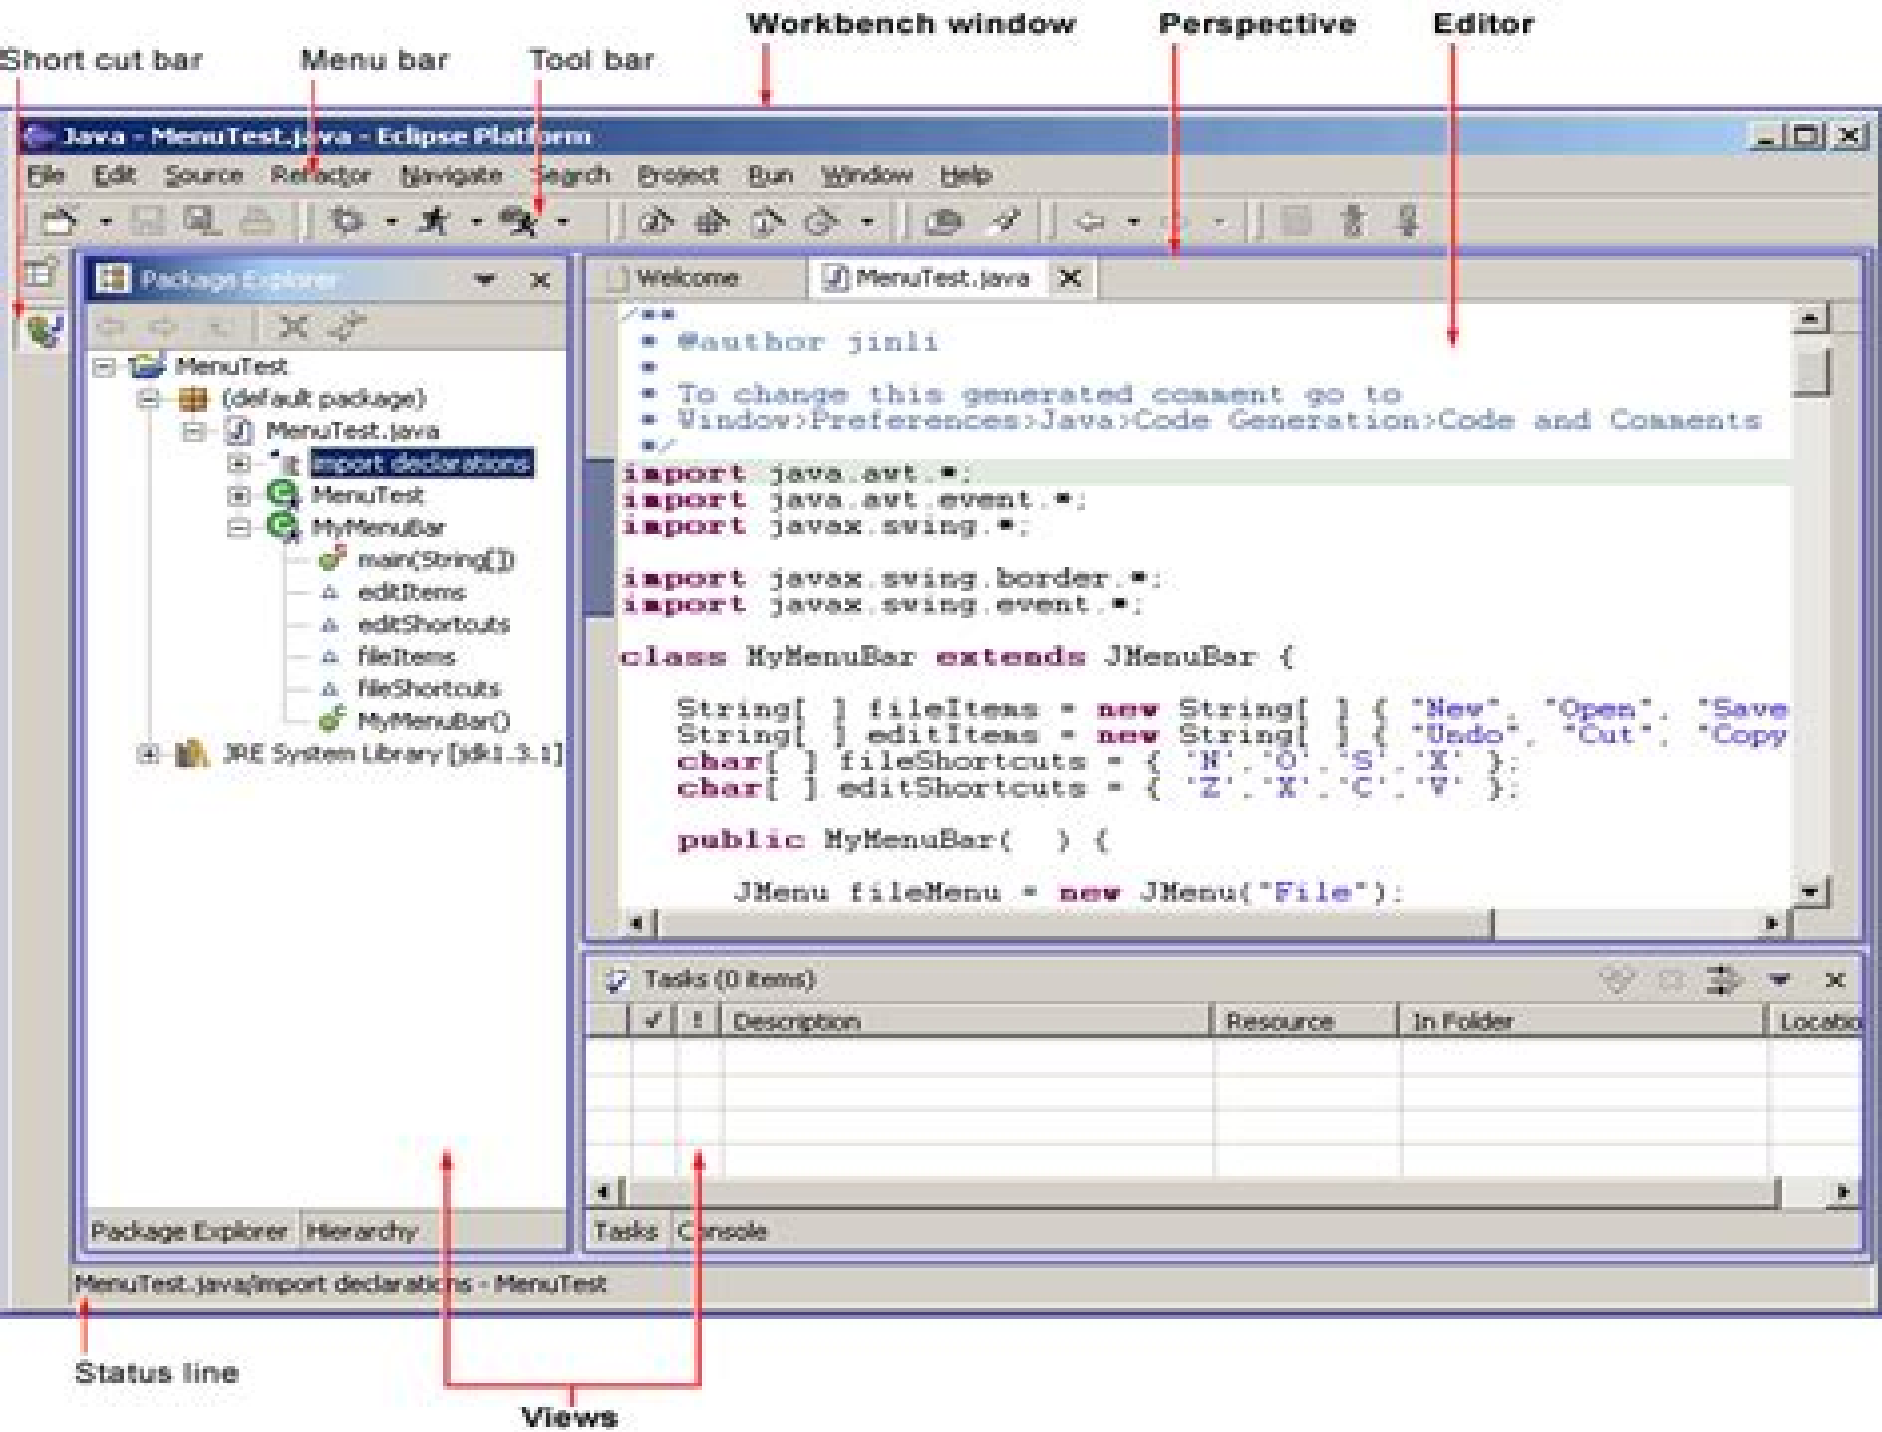 Workbench window Perspective Editor
Short cut bar Menu bar Tool bar
Java - MenuTest.java - Eclipse Platform
File Edit Source Refactor Navigate Search Project Run Window Help
Package Explorer
Welcome MenuTest.java
MenuTest
(default package)
MenuTest.java
import declarations
MenuTest
MyMenuBar
main(String[])
editItems
editShortcuts
fileItems
fileShortcuts
MyMenuBar()
JRE System Library [jdk1.3.1]
/**
* @author jinli
*
* To change this generated comment go to
* Window>Preferences>Java>Code Generation>Code and Comments
*/
import java.awt.*;
import java.awt.event.*;
import javax.swing.*;
import javax.swing.border.*;
import javax.swing.event.*;
class MyMenuBar extends JMenuBar {
String[ ] fileItems = new String[ ] { "New", "Open", "Save
String[ ] editItems = new String[ ] { "Undo", "Cut", "Copy
char[ ] fileShortcuts = { 'N','O','S','X' };
char[ ] editShortcuts = { 'Z','X','C','V' };
public MyMenuBar( ) {
JMenu fileMenu = new JMenu("File");
Tasks (0 items)
! Description Resource In Folder Locatio
Package Explorer Hierarchy
Tasks Console
MenuTest.java/import declarations - MenuTest
Status line
Views